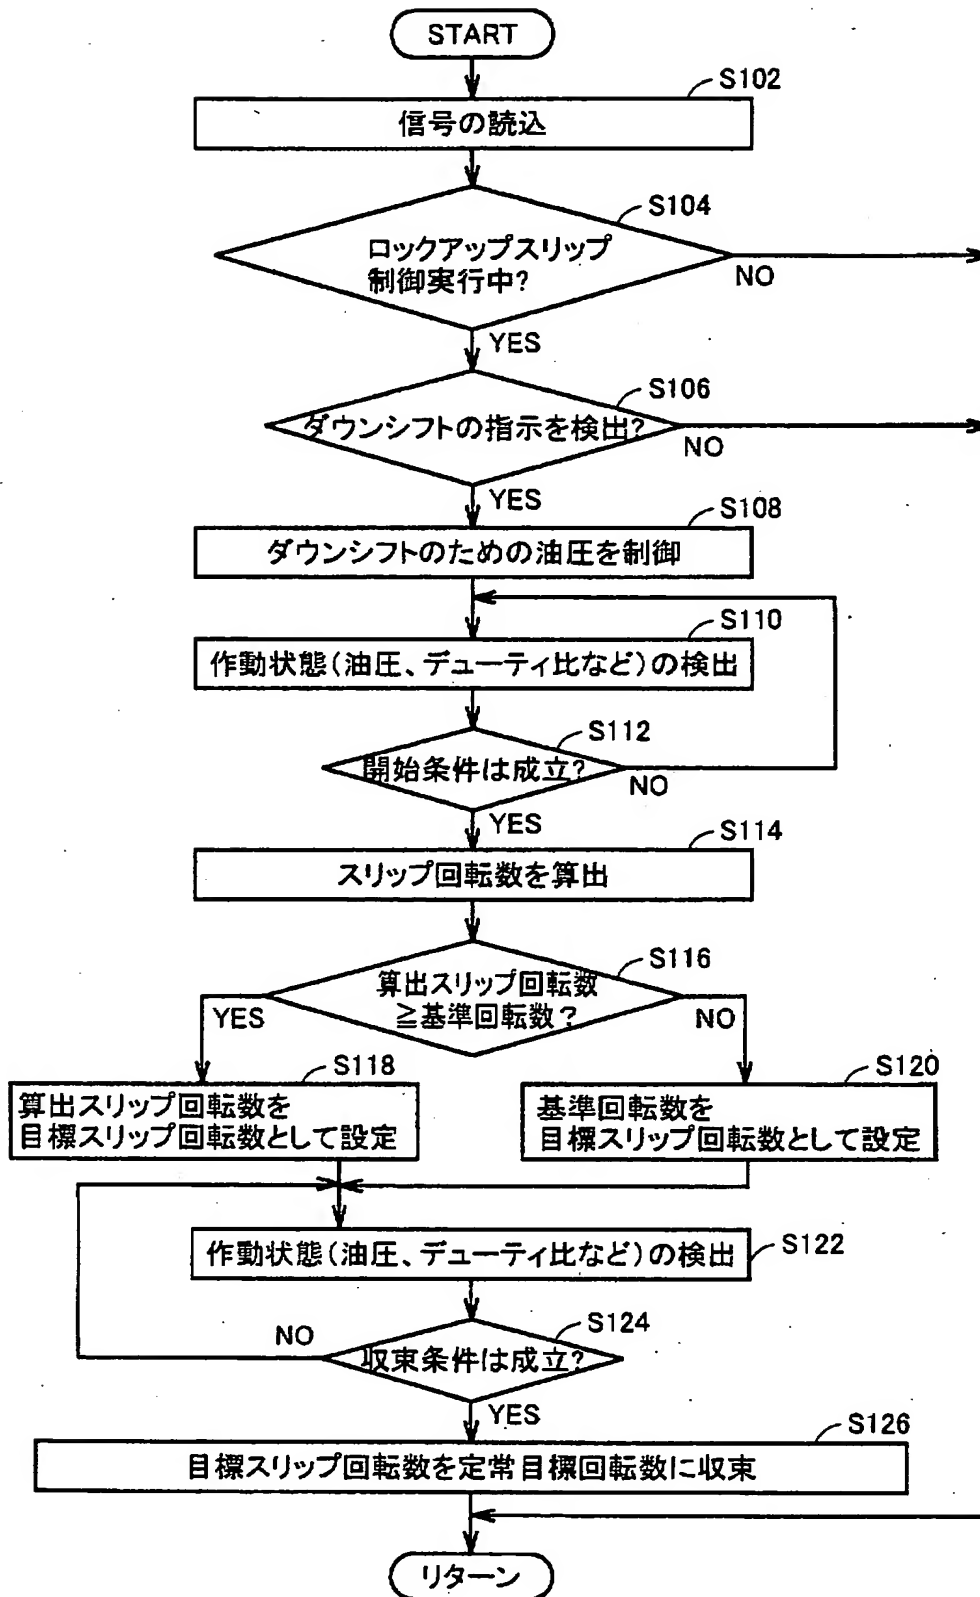 START
S102
信号の読込
S104
ロックアップスリップ
制御実行中?
NO
YES
S106
ダウンシフトの指示を検出?
NO
YES
S108
ダウンシフトのための油圧を制御
S110
作動状態(油圧、デューティ比など)の検出
S112
開始条件は成立?
NO
YES
S114
スリップ回転数を算出
S116
算出スリップ回転数
≧基準回転数?
YES
NO
S118
算出スリップ回転数を
目標スリップ回転数として設定
S120
基準回転数を
目標スリップ回転数として設定
S122
作動状態(油圧、デューティ比など)の検出
S124
NO
収束条件は成立?
YES
S126
目標スリップ回転数を定常目標回転数に収束
リターン